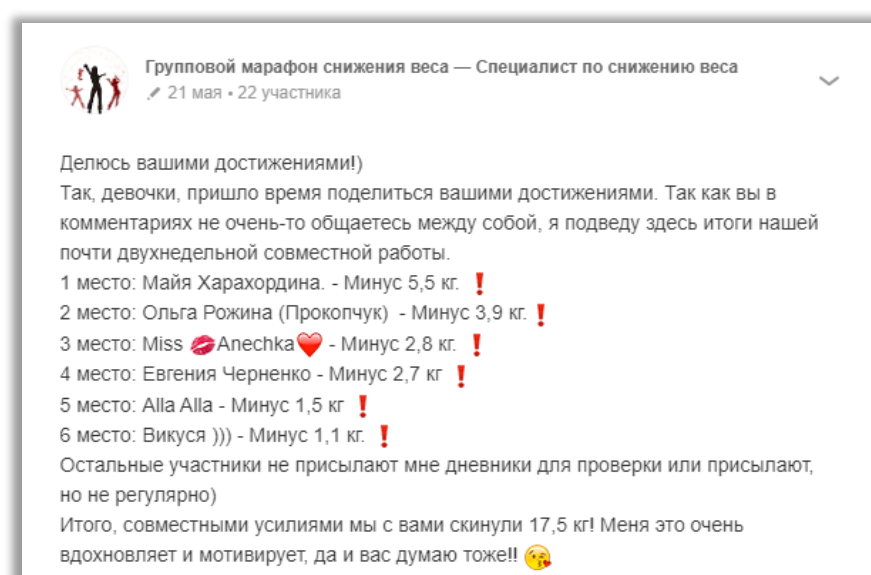 Групповой марафон снижения веса — Специалист по снижению веса
21 мая • 22 участника
Делюсь вашими достижениями!)
Так, девочки, пришло время поделиться вашими достижениями. Так как вы в
комментариях не очень-то общаетесь между собой, я подведу здесь итоги нашей
почти двухнедельной совместной работы.
1 место: Майя Харахордина. - Минус 5,5 кг. ❗
2 место: Ольга Рожина (Прокопчук)  - Минус 3,9 кг. ❗
3 место: Miss 💋Anechka❤️ - Минус 2,8 кг. ❗
4 место: Евгения Черненко - Минус 2,7 кг ❗
5 место: Alla Alla - Минус 1,5 кг ❗
6 место: Викуся ))) - Минус 1,1 кг. ❗
Остальные участники не присылают мне дневники для проверки или присылают,
но не регулярно)
Итого, совместными усилиями мы с вами скинули 17,5 кг! Меня это очень
вдохновляет и мотивирует, да и вас думаю тоже!! 😘